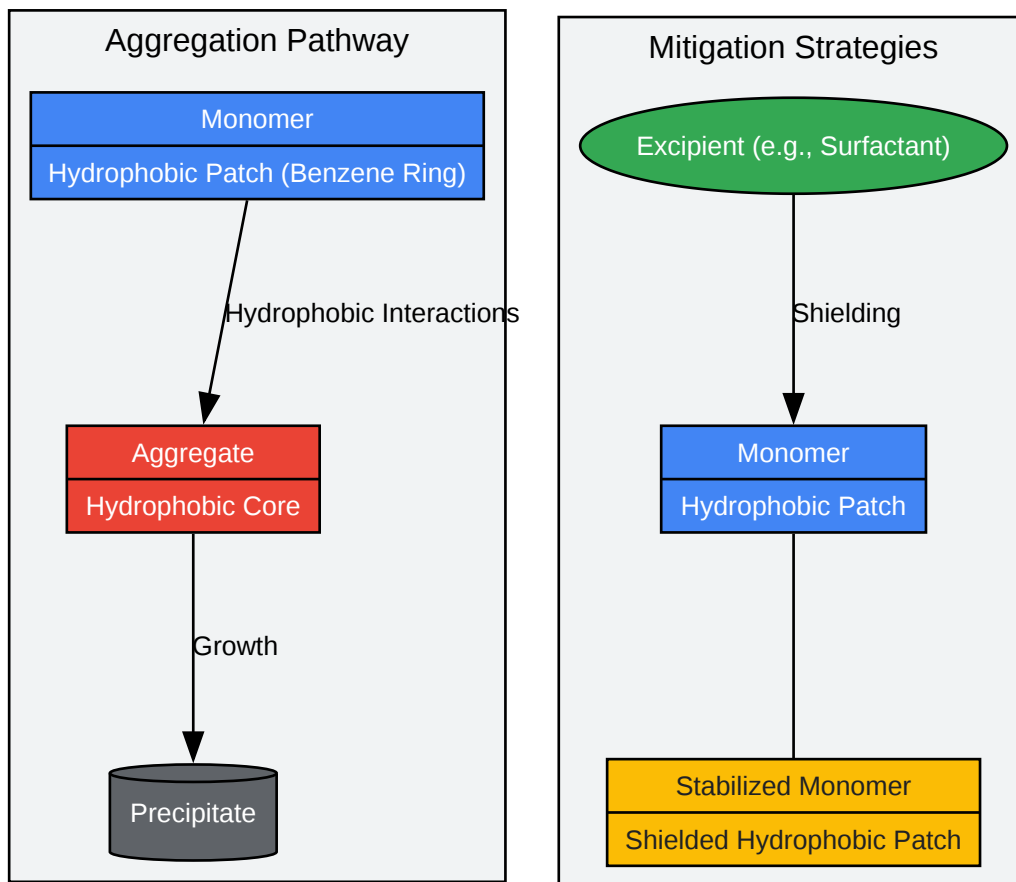 Aggregation Pathway
Monomer
Hydrophobic Patch (Benzene Ring)
Hydrophobic Interactions
Aggregate
Hydrophobic Core
Growth
Precipitate
Mitigation Strategies
Excipient (e.g., Surfactant)
Shielding
Monomer
Hydrophobic Patch
Stabilized Monomer
Shielded Hydrophobic Patch